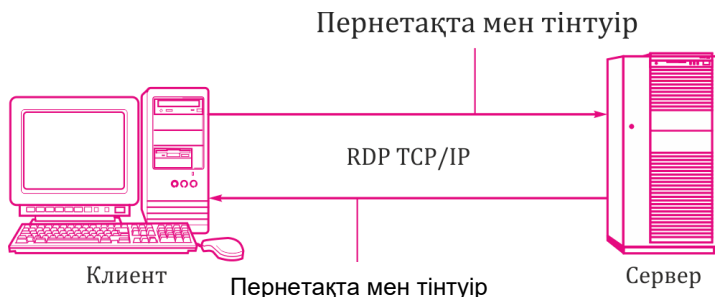 Пернетақта мен тінтуір
RDP TCP/IP
Клиент
Сервер
Пернетақта мен тінтуір